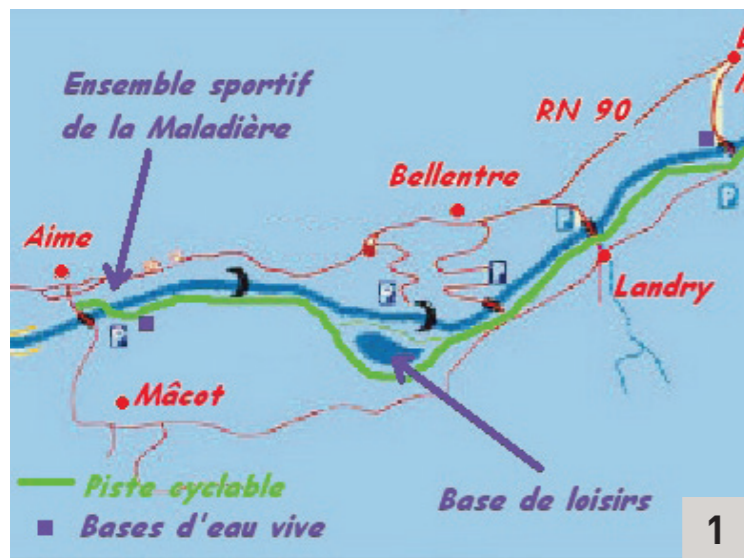 Ensemble sportif
de la Maladière
RN 90
Bellentre
P
Aime
P
P
P
Landry
P
Mâcot
Piste cyclable
Base de loisirs
Bases d'eau vive
1